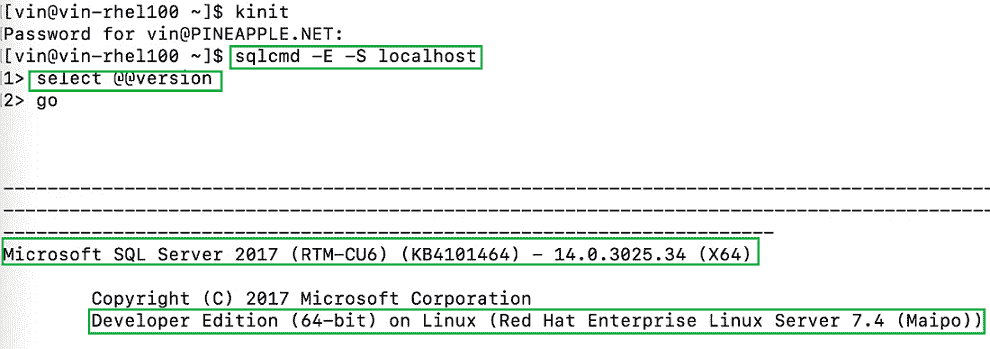 [vin@vin-rhel100 ~]$ kinit
Password for vin@PINEAPPLE.NET:
[vin@vin-rhel100 ~]$ sqlcmd -E -S localhost
1> select @@version
2> go
--------------------------------------------------------------------------------------------
--------------------------------------------------------------------------------------------
------------------------------------------------------------------------
Microsoft SQL Server 2017 (RTM-CU6) (KB4101464) - 14.0.3025.34 (X64)
Copyright (C) 2017 Microsoft Corporation
Developer Edition (64-bit) on Linux (Red Hat Enterprise Linux Server 7.4 (Maipo))